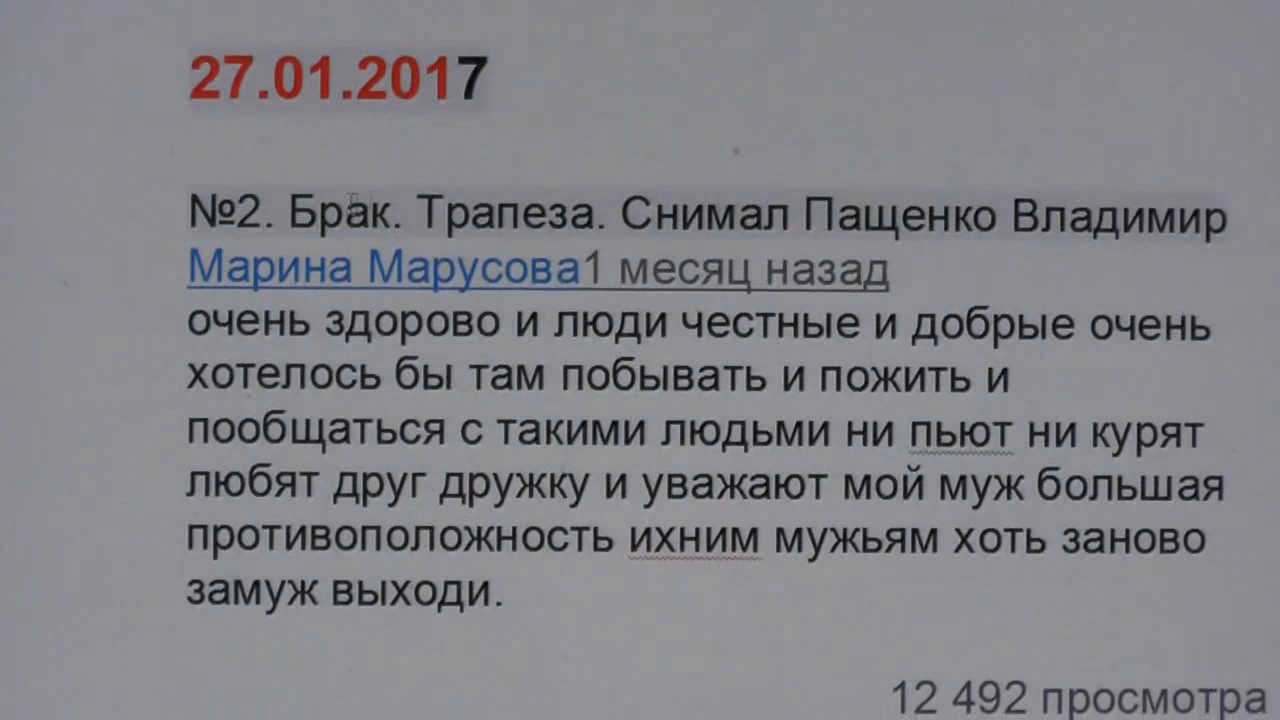 27.01.2017
№2. Брак. Трапеза. Снимал Пащенко Владимир
Марина Марусова1 месяц назад
очень здорово и люди честные и добрые очень
хотелось бы там побывать и пожить и
пообщаться с такими людьми ни пьют ни курят
любят друг дружку и уважают мой муж большая
противоположность ихним мужьям хоть заново
замуж выходи.
12 492 просмотра